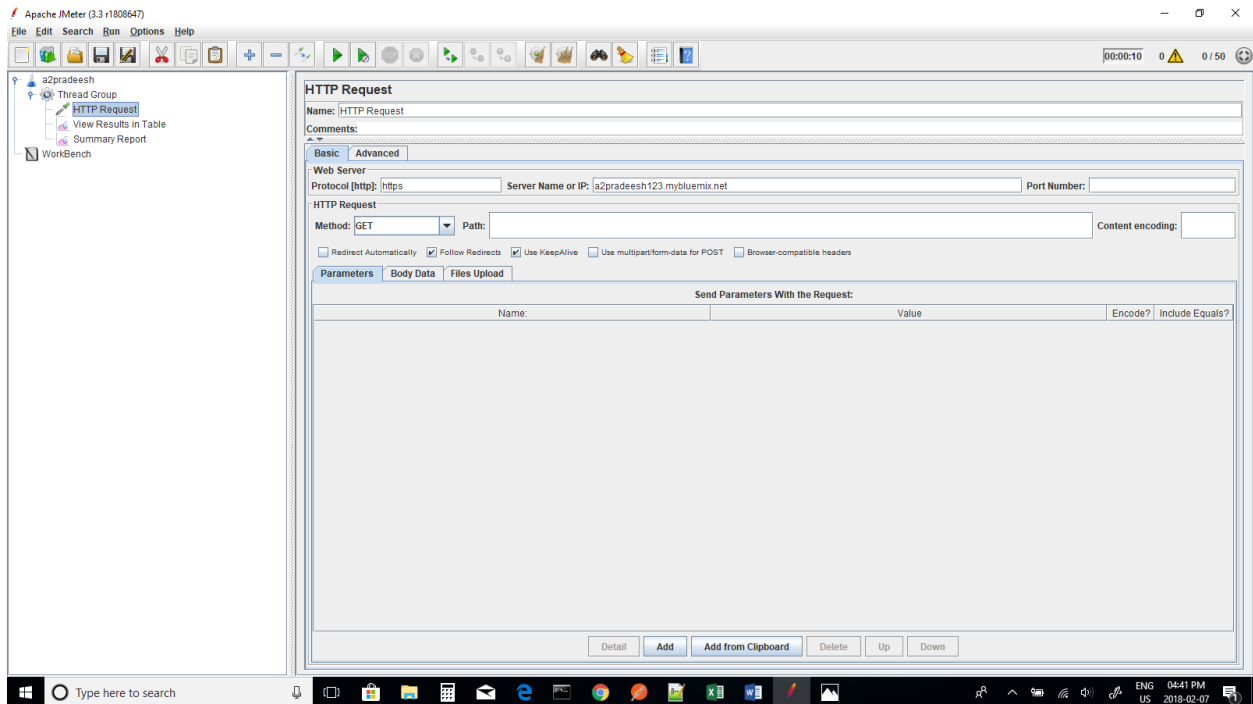 Apache JMeter (3.3 r1808647)
File Edit Search Run Options Help
00:00:10 0 0 / 50
a2pradeesh
Thread Group
HTTP Request
View Results in Table
Summary Report
WorkBench
HTTP Request
Name: HTTP Request
Comments:
Basic Advanced
Web Server
Protocol [http]: https Server Name or IP: a2pradeesh123.mybluemix.net Port Number:
HTTP Request
Method: GET Path: Content encoding:
Redirect Automatically Follow Redirects Use KeepAlive Use multipart/form-data for POST Browser-compatible headers
Parameters Body Data Files Upload
Send Parameters With the Request:
Name: Value Encode? Include Equals?
Detail Add Add from Clipboard Delete Up Down
Type here to search
ENG 04:41 PM
US 2018-02-07
1